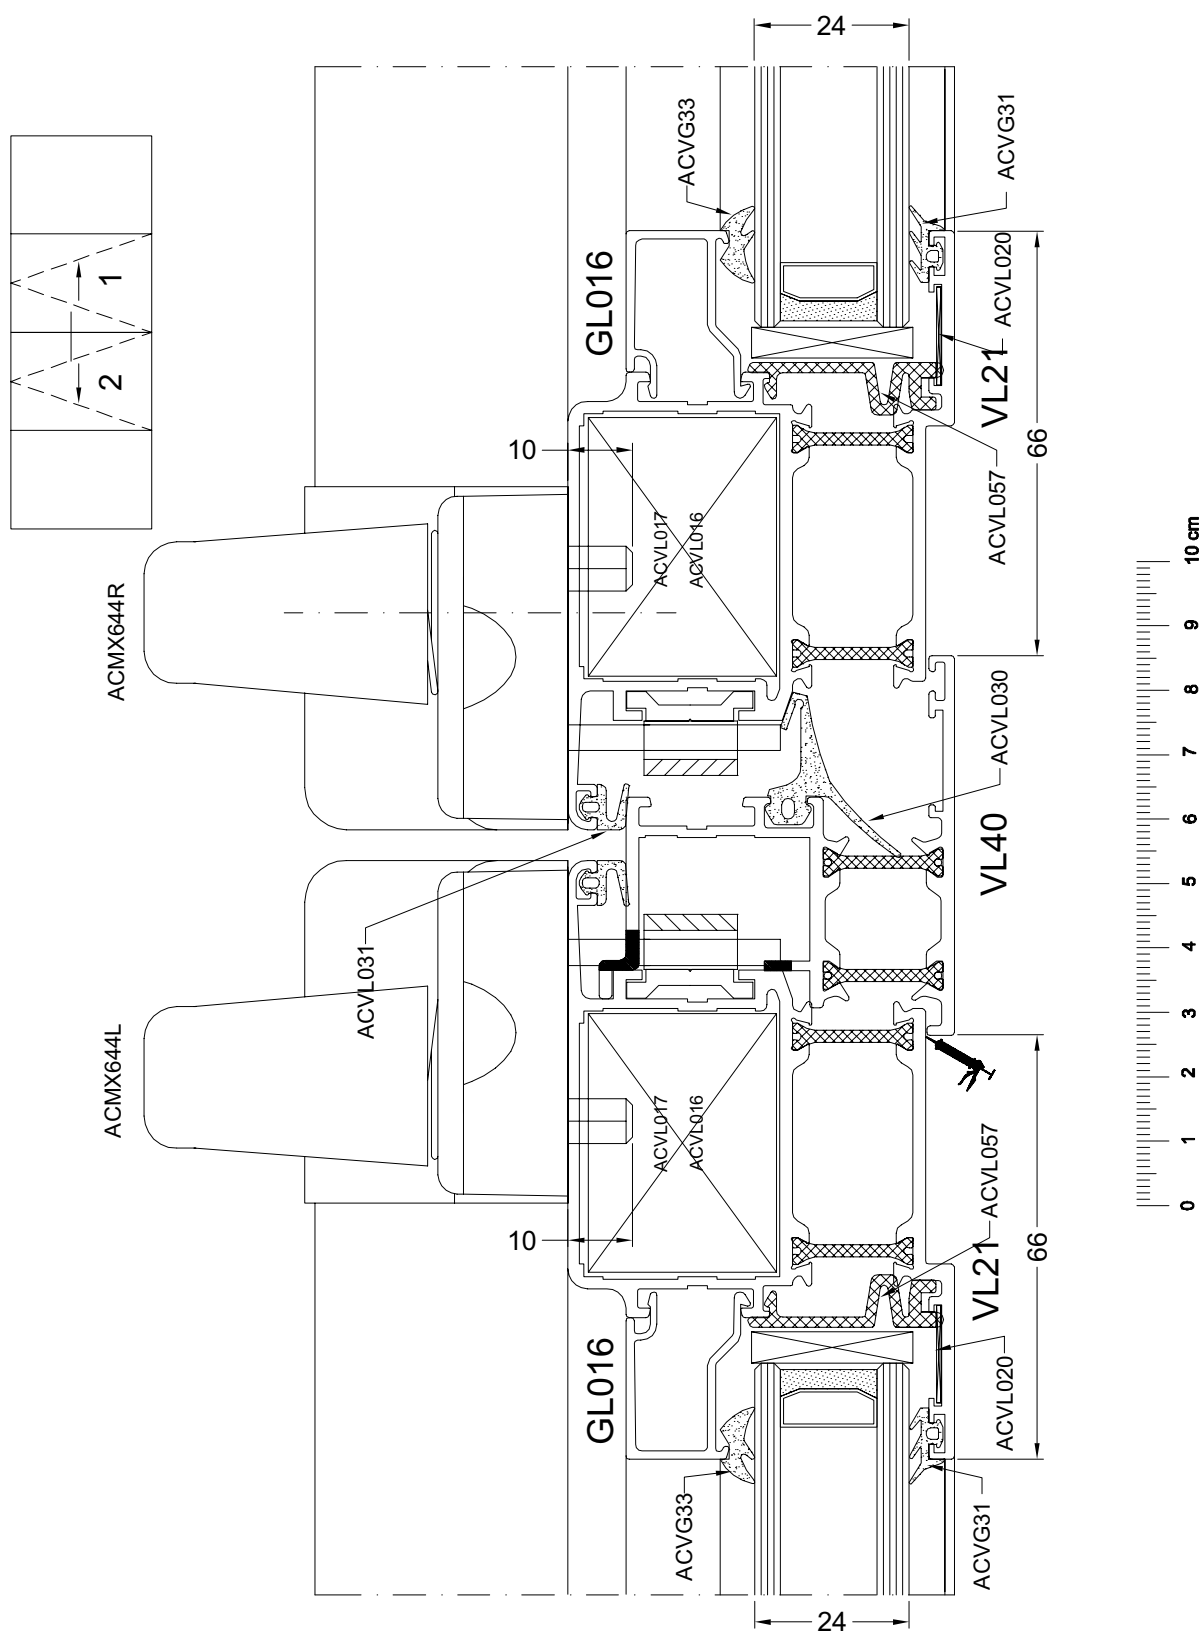 24
ACVG33
ACVG31
1
2
GL016
ACVL020
VL21
66
10
ACVL017
ACVL016
ACVL057
ACMX644R
10 cm
9
8
7
6
5
4
3
2
1
0
ACVL030
VL40
ACVL031
ACMX644L
ACVL017
ACVL016
10
ACVL057
VL21
66
GL016
ACVL020
ACVG33
ACVG31
24